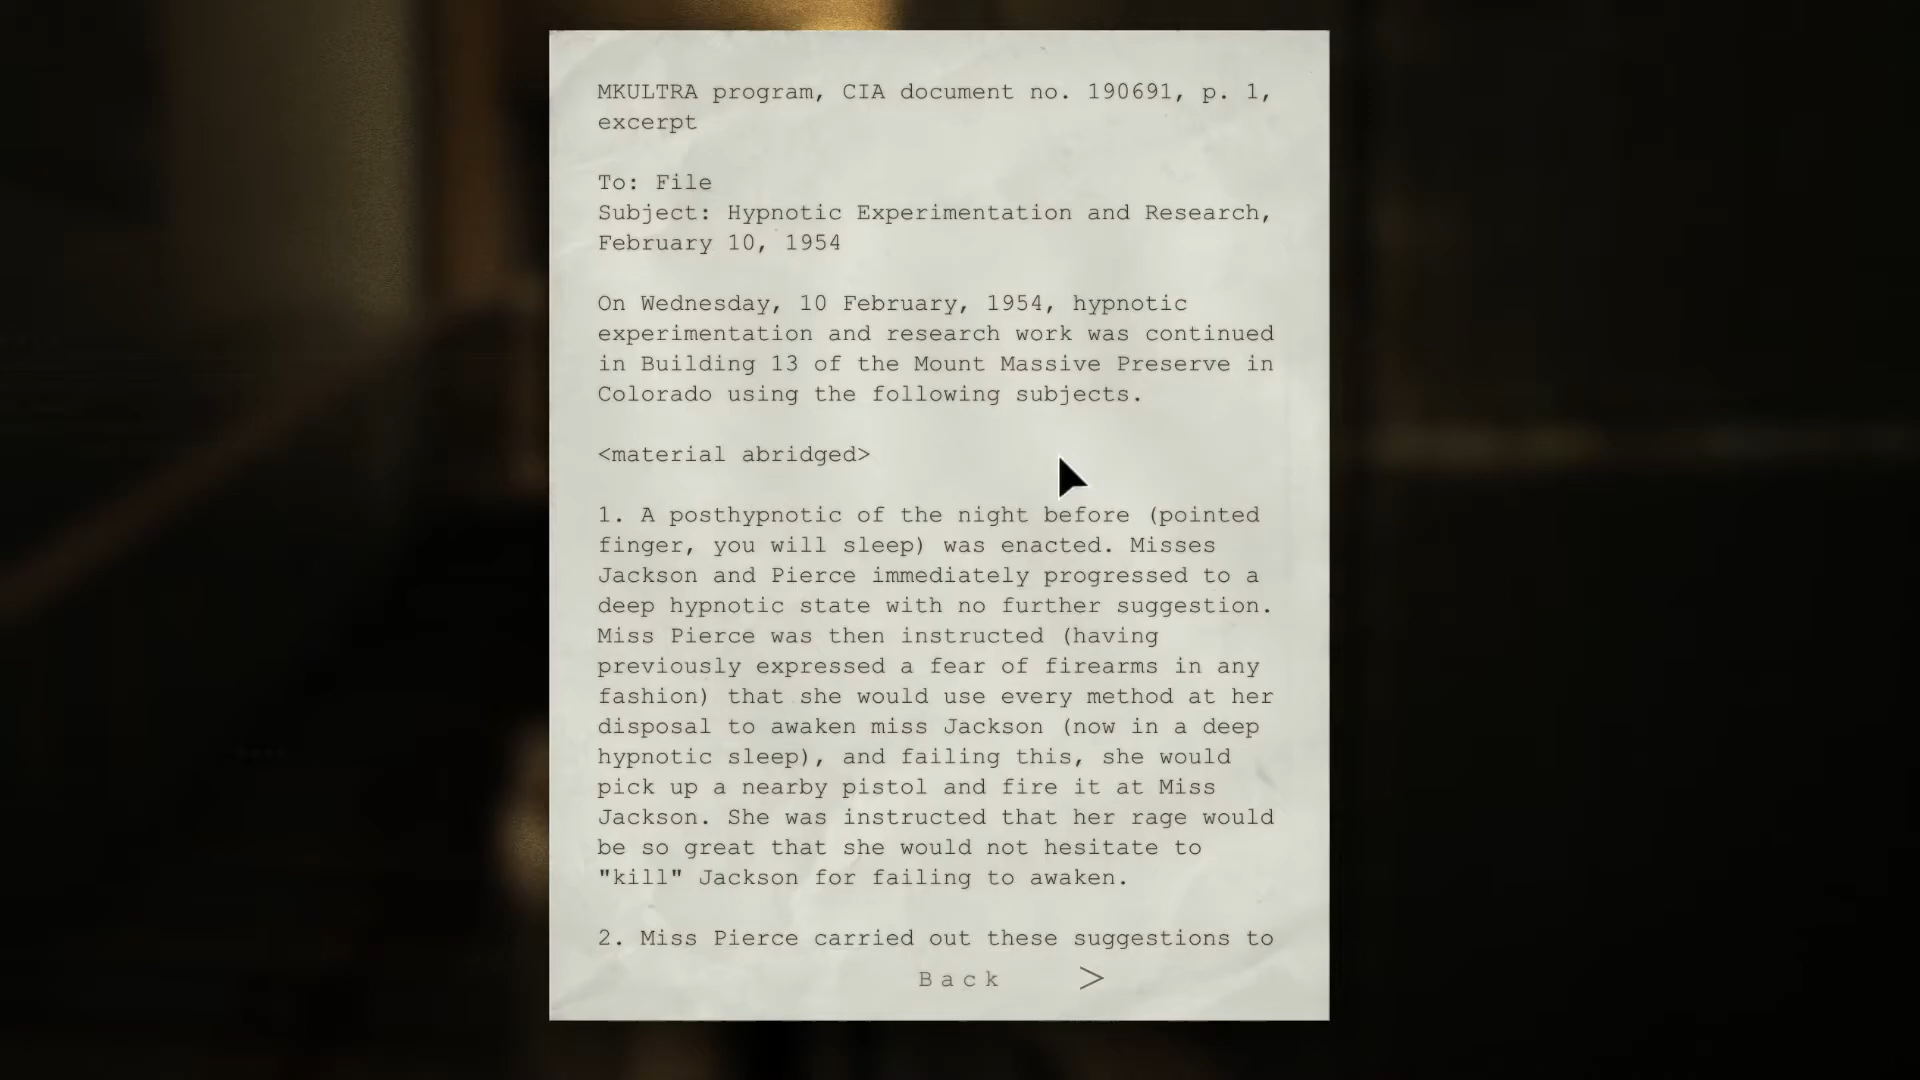 MKULTRA program, CIA document no. 190691, p. 1,
excerpt
To: File
Subject: Hypnotic Experimentation and Research,
February 10, 1954
On Wednesday, 10 February, 1954, hypnotic
experimentation and research work was continued
in Building 13 of the Mount Massive Preserve in
Colorado using the following subjects.
<material abridged>
1. A posthypnotic of the night before (pointed
finger, you will sleep) was enacted. Misses
Jackson and Pierce immediately progressed to a
deep hypnotic state with no further suggestion.
Miss Pierce was then instructed (having
previously expressed a fear of firearms in any
fashion) that she would use every method at her
disposal to awaken miss Jackson (now in a deep
hypnotic sleep), and failing this, she would
pick up a nearby pistol and fire it at Miss
Jackson. She was instructed that her rage would
be so great that she would not hesitate to
"kill" Jackson for failing to awaken.
2. Miss Pierce carried out these suggestions to
Back >